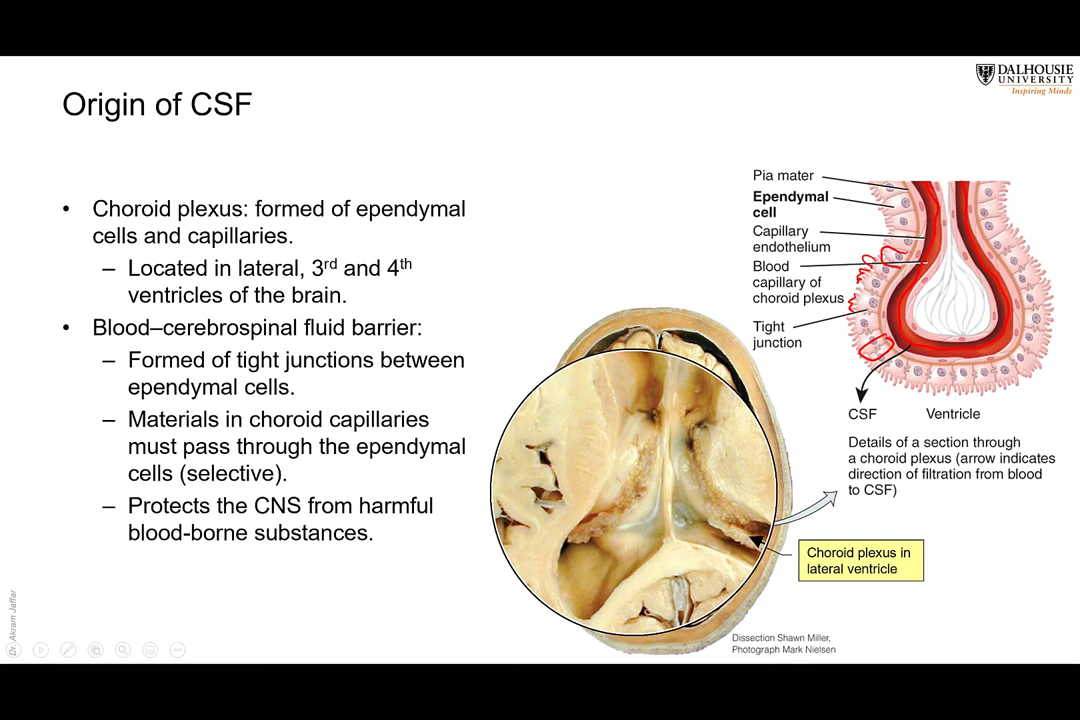 DALHOUSIE
UNIVERSITY
Inspiring Minds
Origin of CSF
• Choroid plexus: formed of ependymal
cells and capillaries.
– Located in lateral, 3rd and 4th
ventricles of the brain.
• Blood–cerebrospinal fluid barrier:
– Formed of tight junctions between
ependymal cells.
– Materials in choroid capillaries
must pass through the ependymal
cells (selective).
– Protects the CNS from harmful
blood-borne substances.
Pia mater
Ependymal
cell
Capillary
endothelium
Blood
capillary of
choroid plexus
Tight
junction
CSF
Ventricle
Details of a section through
a choroid plexus (arrow indicates
direction of filtration from blood
to CSF)
Choroid plexus in
lateral ventricle
Dissection Shawn Miller,
Photograph Mark Nielsen
Dr. Akram Jaffar